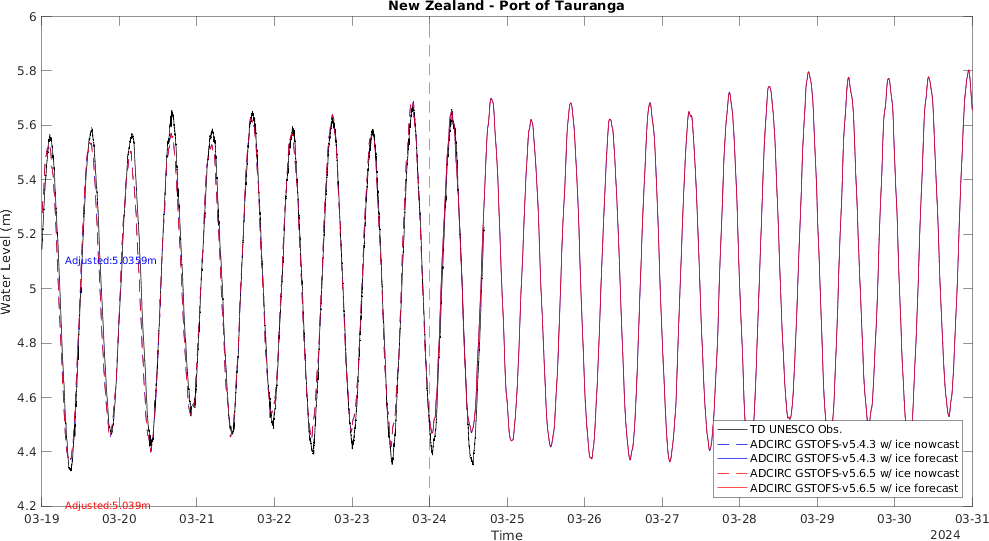 New Zealand - Port of Tauranga
6
5.8
5.6
5.4
5.2
5
4.8
4.6
4.4
4.2
Water Level (m)
Adjusted:5.0359m
Adjusted:5.039m
TD UNESCO Obs.
ADCIRC GSTOFS-v5.4.3 w/ ice nowcast
ADCIRC GSTOFS-v5.4.3 w/ ice forecast
ADCIRC GSTOFS-v5.6.5 w/ ice nowcast
ADCIRC GSTOFS-v5.6.5 w/ ice forecast
03-19 03-20 03-21 03-22 03-23 03-24 03-25 03-26 03-27 03-28 03-29 03-30 03-31
Time
2024